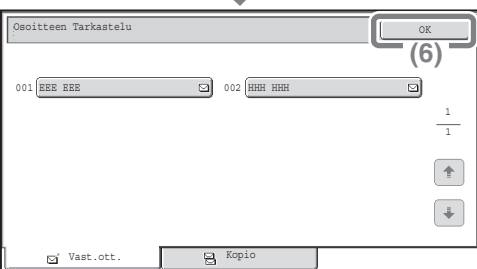 Osoitteen Tarkastelu
OK
(6)
001 EEE EEE
002 HHH HHH
1
1
Vast.ott.
Kopio